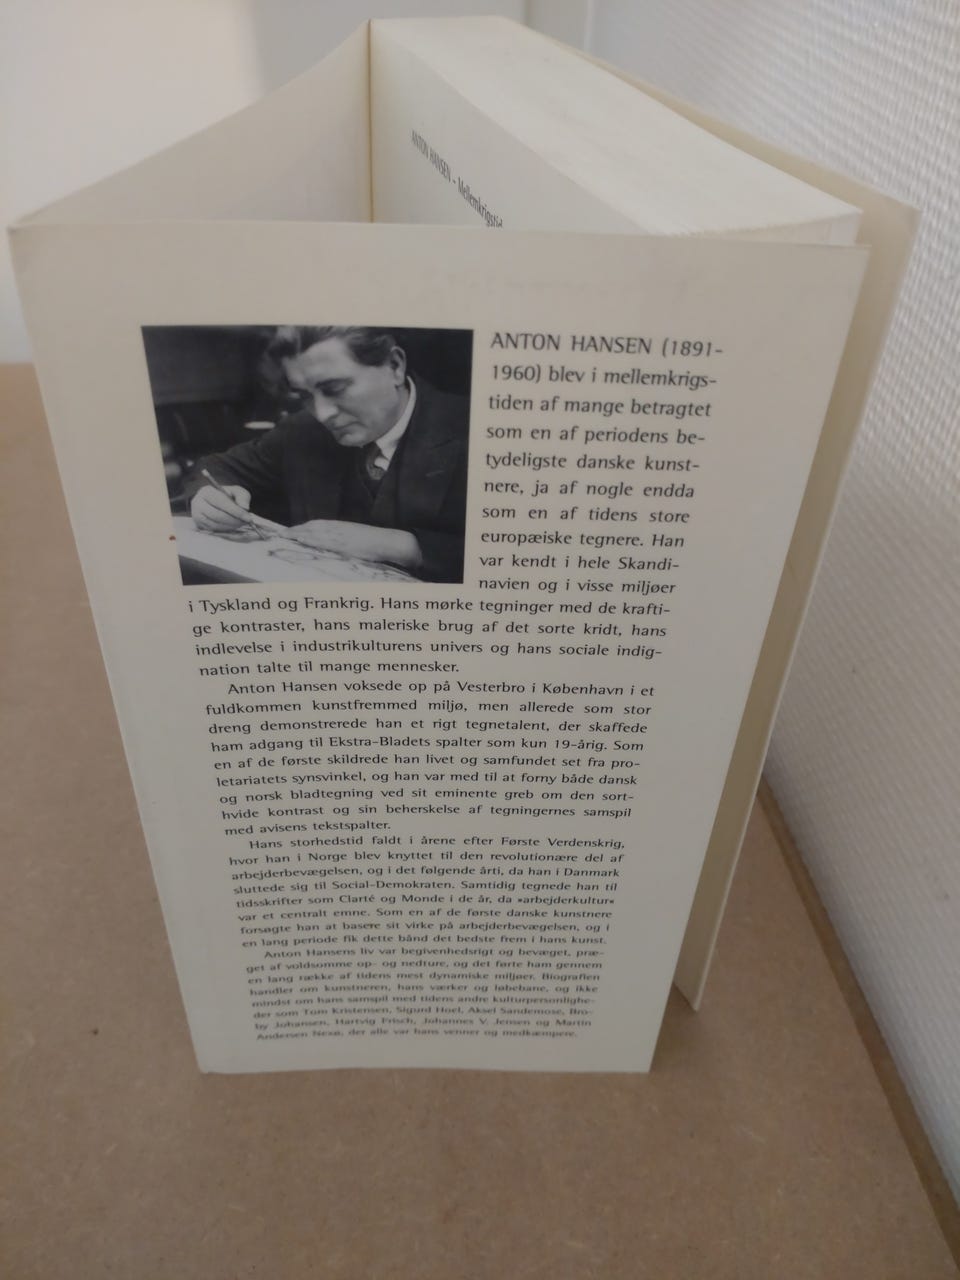 ANTON HANSEN – Mellemkrigstid
ANTON HANSEN (1891-
1960) blev i mellemkrigs-
tiden af mange betragtet
som en af periodens be-
tydeligste danske kunst-
nere, ja af nogle endda
som en af tidens store
europæiske tegnere. Han
var kendt i hele Skandi-
navien og i visse miljøer
i Tyskland og Frankrig. Hans mørke tegninger med de krafti-
ge kontraster, hans maleriske brug af det sorte kridt, hans
indlevelse i industrikulturens univers og hans sociale indig-
nation talte til mange mennesker.
Anton Hansen voksede op på Vesterbro i København i et
fuldkommen kunstfremmed miljø, men allerede som stor
dreng demonstrerede han et rigt tegnetalent, der skaffede
ham adgang til Ekstra-Bladets spalter som kun 19-årig. Som
en af de første skildrede han livet og samfundet set fra pro-
letariatets synsvinkel, og han var med til at forny både dansk
og norsk bladtegning ved sit eminente greb om den sort-
hvide kontrast og sin beherskelse af tegningernes samspil
med avisens tekstspalter.
Hans storhedstid faldt i årene efter Første Verdenskrig,
hvor han i Norge blev knyttet til den revolutionære del af
arbejderbevægelsen, og i det følgende årti, da han i Danmark
sluttede sig til Social-Demokraten. Samtidig tegnede han til
tidsskrifter som Clarté og Monde i de år, da »arbejderkultur«
var et centralt emne. Som en af de første danske kunstnere
forsøgte han at basere sit virke på arbejderbevægelsen, og i
en lang periode fik dette bånd det bedste frem i hans kunst.
Anton Hansens liv var begivenhedsrigt og bevæget, præ-
get af voldsomme op- og nedture, og det førte ham gennem
en lang række af tidens mest dynamiske miljøer. Biografien
handler om kunstneren, hans værker og løbebane, og ikke
mindst om hans samspil med tidens andre kulturpersonlighe-
der som Tom Kristensen, Sigurd Hoel, Aksel Sandemose, Bro-
by Johansen, Hartvig Frisch, Johannes V. Jensen og Martin
Andersen Nexø, der alle var hans venner og medkæmpere.